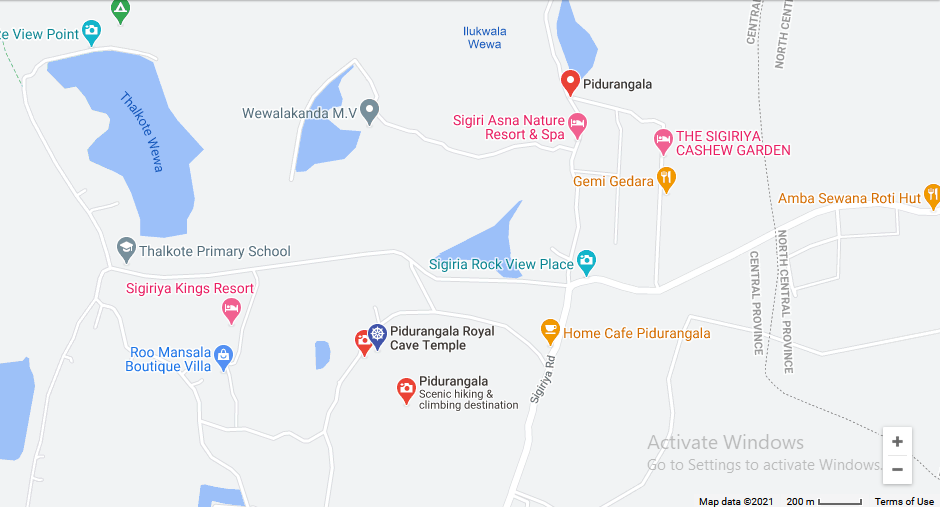 te View Point
Ilukwala
Wewa
CENTRAL
NORTH CENT
Pidurangala
Thalkote Wewa
Wewalakanda M.V
Sigiri Asna Nature
Resort & Spa
THE SIGIRIYA
CASHEW GARDEN
Gemi Gedara
Amba Sewana Roti Hut
Thalkote Primary School
Sigiria Rock View Place
CENTRAL PROVINCE
NORTH CENTRAL PROVINCE
Sigiriya Kings Resort
Pidurangala Royal
Cave Temple
Home Cafe Pidurangala
Roo Mansala
Boutique Villa
Pidurangala
Scenic hiking &
climbing destination
Sigiriya Rd
Activate Windows
Go to Settings to activate Windows.
+
−
Map data ©2021
200 m
Terms of Use